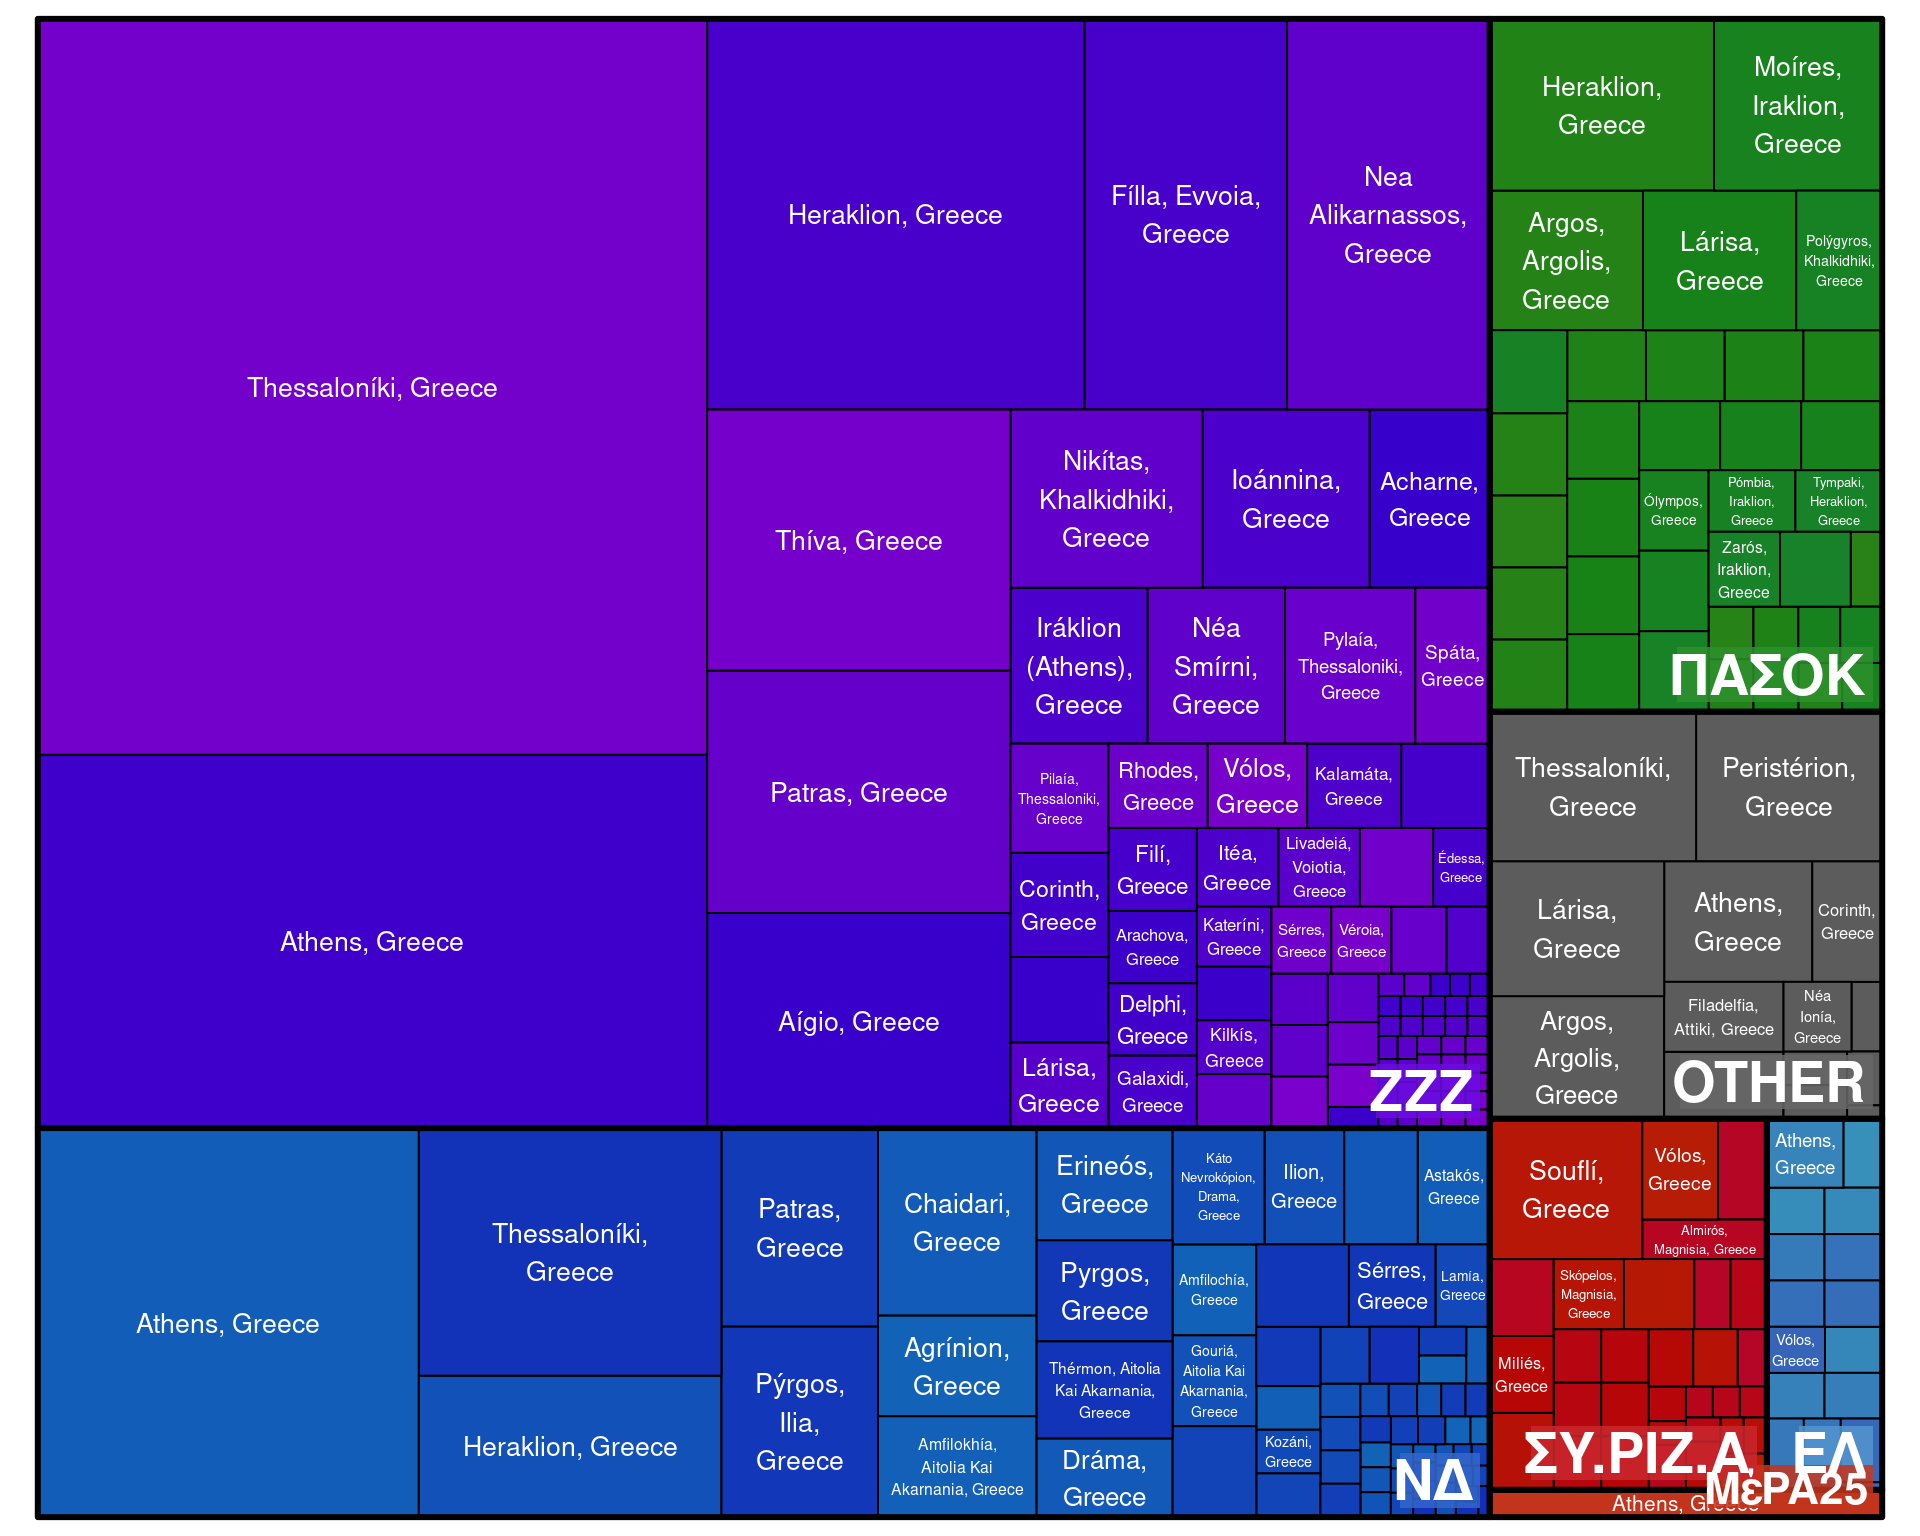 Thessaloníki, Greece
Athens, Greece
Heraklion, Greece
Fílla, Evvoia,
Greece
Nea
Alikarnassos,
Greece
Thíva, Greece
Patras, Greece
Aígio, Greece
Nikítas,
Khalkidhiki,
Greece
Ioánnina,
Greece
Acharne,
Greece
Iráklion
(Athens),
Greece
Néa
Smírni,
Greece
Pylaía,
Thessaloniki,
Greece
Spáta,
Greece
Pilaía,
Thessaloniki,
Greece
Rhodes,
Greece
Vólos,
Greece
Kalamáta,
Greece
Corinth,
Greece
Lárisa,
Greece
Filí,
Greece
Arachova,
Greece
Delphi,
Greece
Galaxidi,
Greece
Itéa,
Greece
Livadeiá,
Voiotia,
Greece
Édessa,
Greece
Kateríni,
Greece
Sérres,
Greece
Véroia,
Greece
Kilkís,
Greece
ZZZ
Athens, Greece
Thessaloníki,
Greece
Heraklion, Greece
Patras,
Greece
Pýrgos,
Ilia,
Greece
Chaidari,
Greece
Agrínion,
Greece
Amfilokhía,
Aitolia Kai
Akarnania, Greece
Erineós,
Greece
Pyrgos,
Greece
Thérmon, Aitolia
Kai Akarnania,
Greece
Dráma,
Greece
Káto
Nevrokópion,
Drama,
Greece
Ilion,
Greece
Astakós,
Greece
Amfilochía,
Greece
Gouriá,
Aitolia Kai
Akarnania,
Greece
Sérres,
Greece
Lamía,
Greece
Kozáni,
Greece
ΝΔ
Heraklion,
Greece
Moíres,
Iraklion,
Greece
Argos,
Argolis,
Greece
Lárisa,
Greece
Polýgyros,
Khalkidhiki,
Greece
Ólympos,
Greece
Pómbia,
Iraklion,
Greece
Tympaki,
Heraklion,
Greece
Zarós,
Iraklion,
Greece
ΠΑΣΟΚ
Thessaloníki,
Greece
Peristérion,
Greece
Lárisa,
Greece
Argos,
Argolis,
Greece
Athens,
Greece
Corinth,
Greece
Filadelfia,
Attiki, Greece
Néa
Ionía,
Greece
OTHER
Souflí,
Greece
Vólos,
Greece
Almirós,
Magnisia, Greece
Skópelos,
Magnisia,
Greece
Miliés,
Greece
ΣΥ.ΡΙΖ.Α.
Athens,
Greece
Vólos,
Greece
ΕΛ
Athens, Greece
ΜέΡΑ25